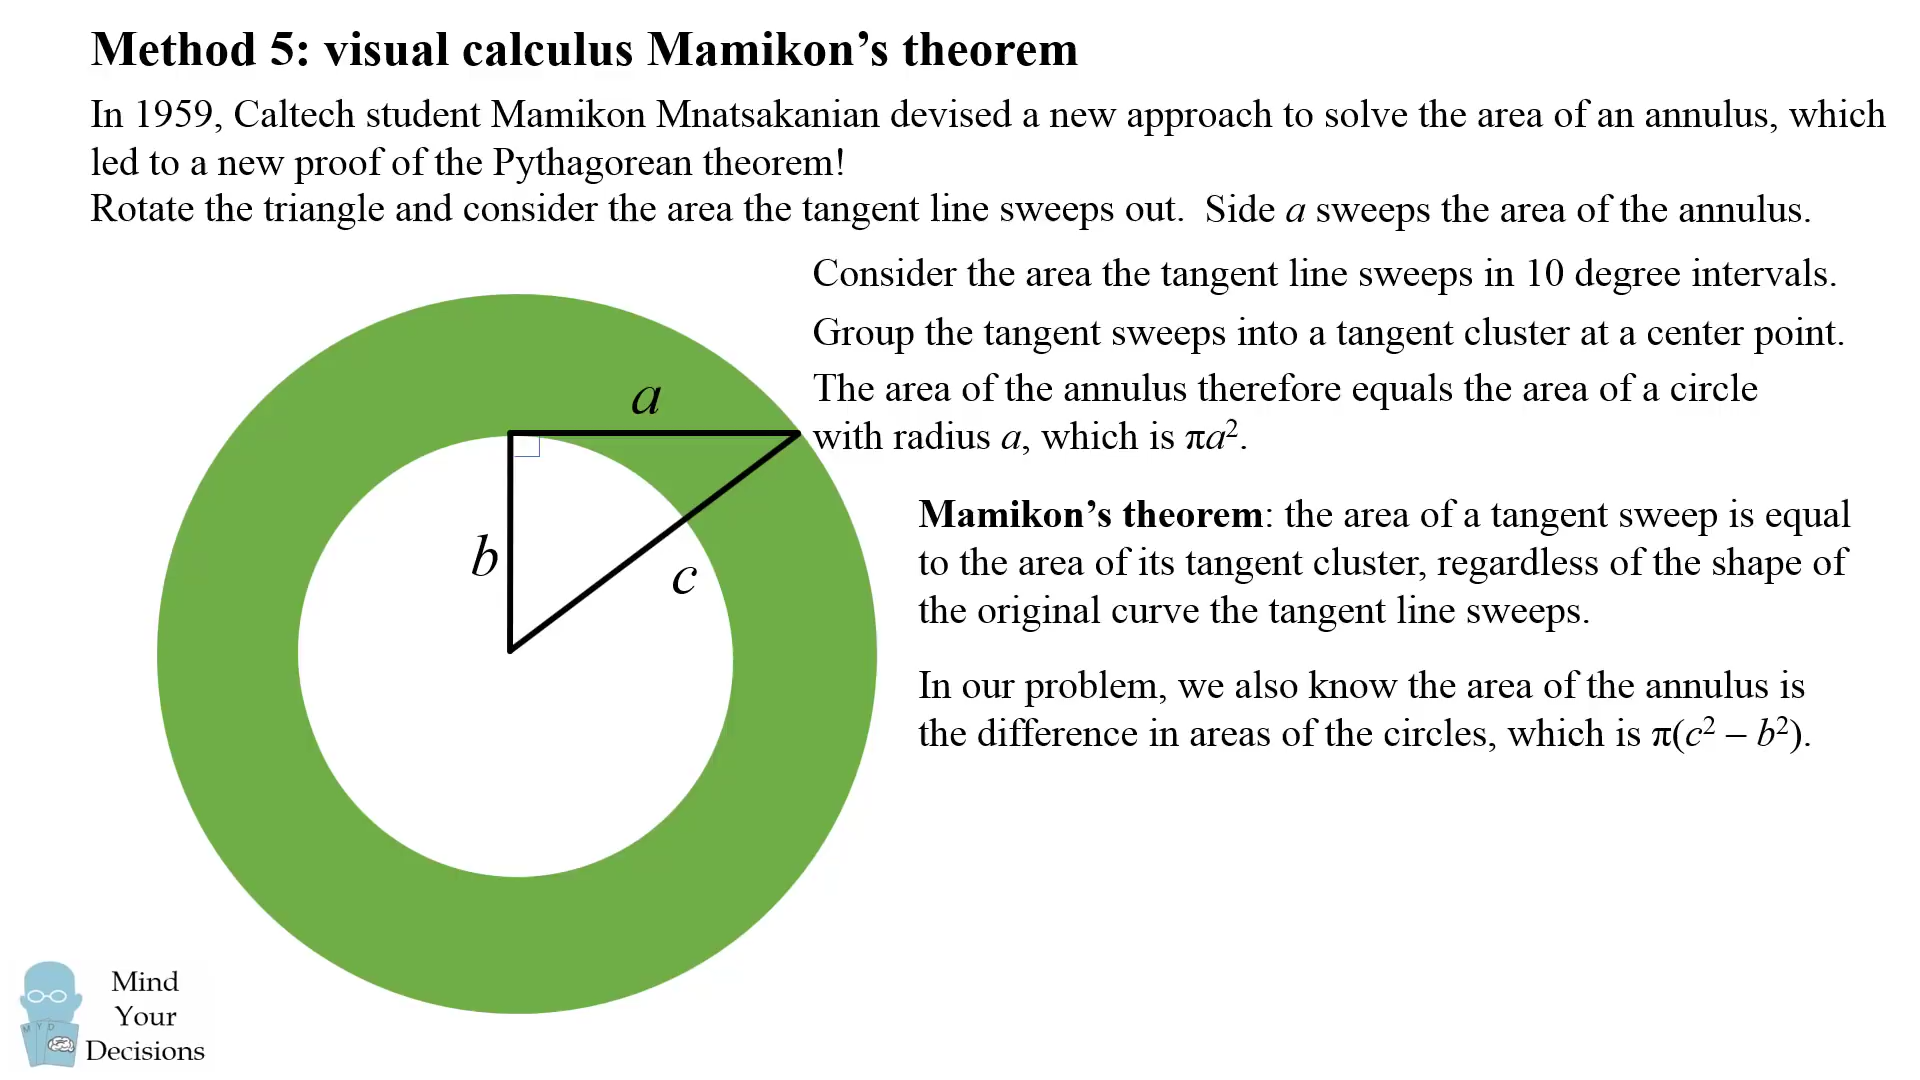 Method 5: visual calculus Mamikon’s theorem
In 1959, Caltech student Mamikon Mnatsakanian devised a new approach to solve the area of an annulus, which
led to a new proof of the Pythagorean theorem!
Rotate the triangle and consider the area the tangent line sweeps out. Side a sweeps the area of the annulus.
Consider the area the tangent line sweeps in 10 degree intervals.
Group the tangent sweeps into a tangent cluster at a center point.
The area of the annulus therefore equals the area of a circle
with radius a, which is πa².
a
b
c
Mamikon’s theorem: the area of a tangent sweep is equal
to the area of its tangent cluster, regardless of the shape of
the original curve the tangent line sweeps.
In our problem, we also know the area of the annulus is
the difference in areas of the circles, which is π(c² – b²).
M Y D
Mind
Your
Decisions